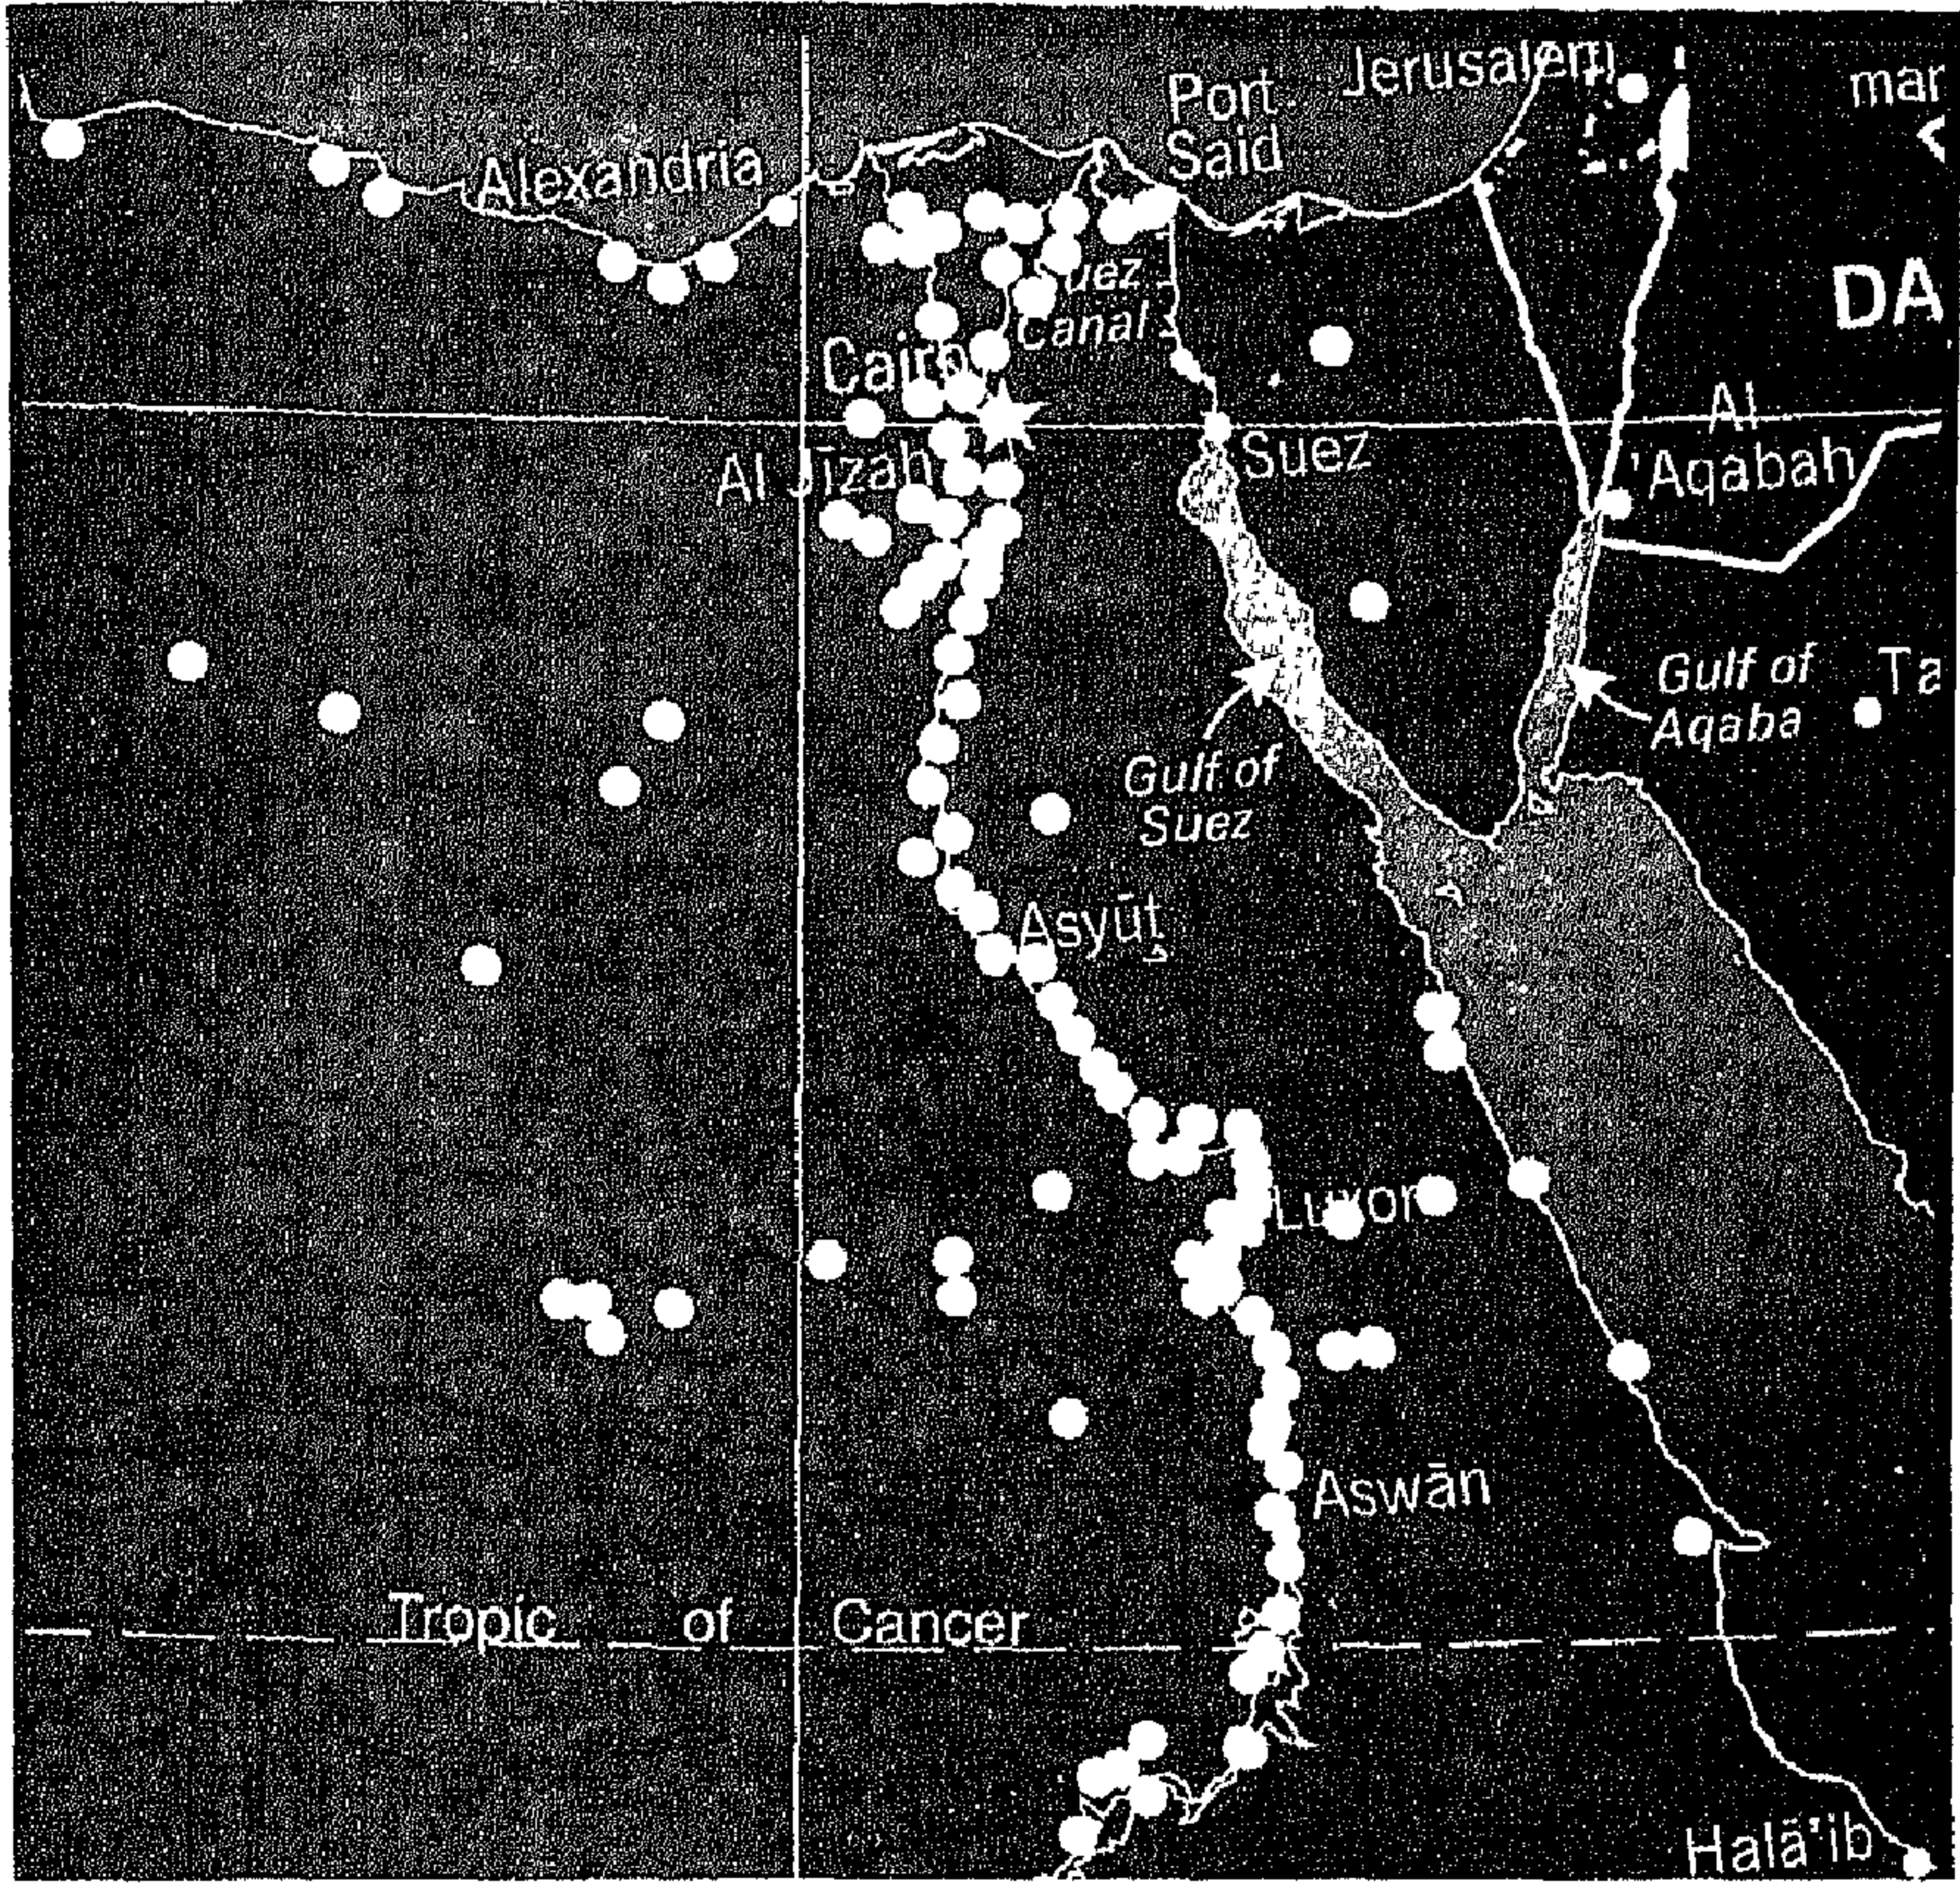 Jerusalem
mar
Port
Said
Alexandria
DA
Suez
Canal
Cairo
Al
'Aqabah
Suez
Al Jīzah
Gulf of
Aqaba
Ta
Gulf of
Suez
Asyūţ
Luxor
Aswān
Tropic of Cancer
Halā'ib